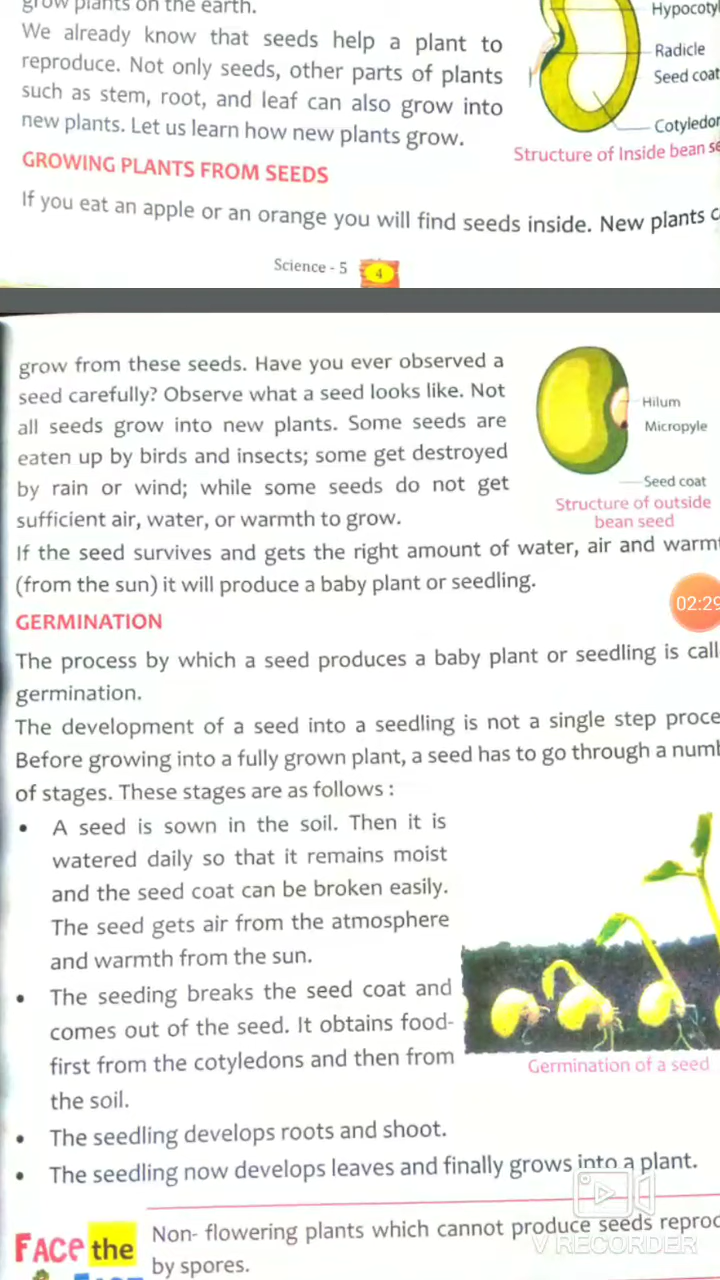 grow plants on the earth.
We already know that seeds help a plant to
reproduce. Not only seeds, other parts of plants
such as stem, root, and leaf can also grow into
new plants. Let us learn how new plants grow.
Hypocotyl
Radicle
Seed coat
Cotyledon
Structure of Inside bean se
GROWING PLANTS FROM SEEDS
If you eat an apple or an orange you will find seeds inside. New plants c
Science - 5 4
grow from these seeds. Have you ever observed a
seed carefully? Observe what a seed looks like. Not
all seeds grow into new plants. Some seeds are
eaten up by birds and insects; some get destroyed
by rain or wind; while some seeds do not get
sufficient air, water, or warmth to grow.
Hilum
Micropyle
Seed coat
Structure of outside
bean seed
If the seed survives and gets the right amount of water, air and warmt
(from the sun) it will produce a baby plant or seedling.
02:29
GERMINATION
The process by which a seed produces a baby plant or seedling is call
germination.
The development of a seed into a seedling is not a single step proce
Before growing into a fully grown plant, a seed has to go through a numb
of stages. These stages are as follows :
• A seed is sown in the soil. Then it is
watered daily so that it remains moist
and the seed coat can be broken easily.
The seed gets air from the atmosphere
and warmth from the sun.
• The seeding breaks the seed coat and
comes out of the seed. It obtains food-
first from the cotyledons and then from
the soil.
Germination of a seed
• The seedling develops roots and shoot.
• The seedling now develops leaves and finally grows into a plant.
FACE the
Non- flowering plants which cannot produce seeds reproc
by spores.
V RECORDER